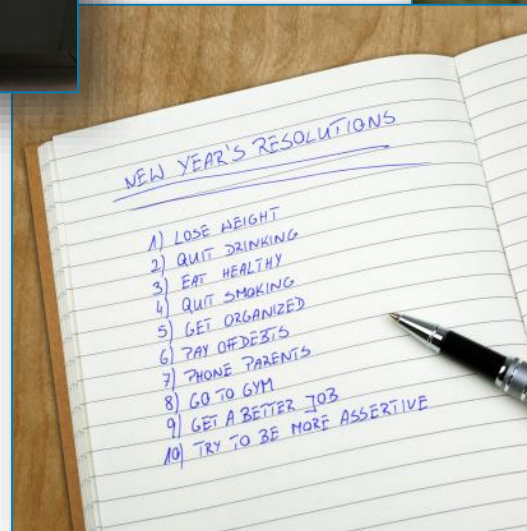 NEW YEAR'S RESOLUTIONS
1) LOSE WEIGHT
2) QUIT DRINKING
3) EAT HEALTHY
4) QUIT SMOKING
5) GET ORGANIZED
6) PAY OFF DEBTS
7) PHONE PARENTS
8) GO TO GYM
9) GET A BETTER JOB
10) TRY TO BE MORE ASSERTIVE